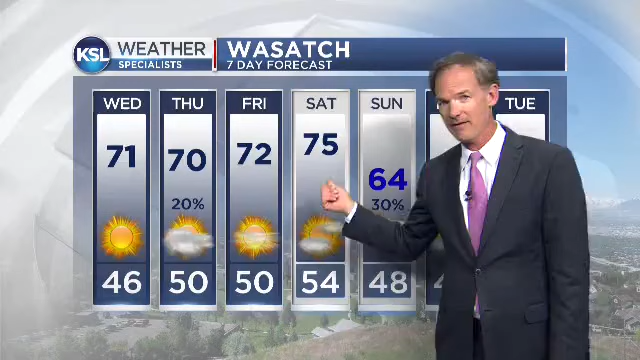 KSL WEATHER
SPECIALISTS
WASATCH
7 DAY FORECAST
WED THU FRI SAT SUN TUE
71 70 72 75 64
20% 30%
46 50 50 54 48